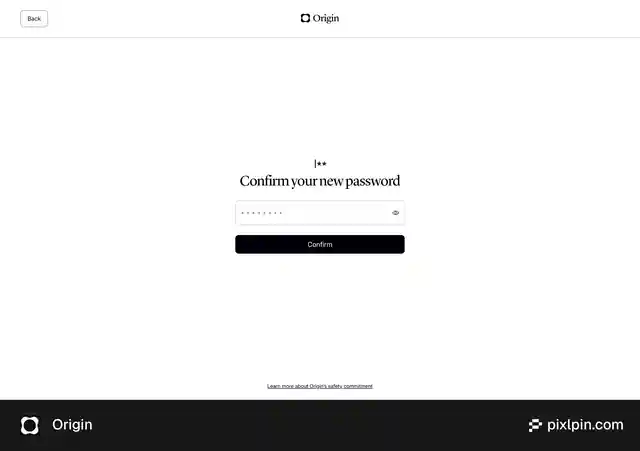 Back
Origin
|**
Confirm your new password
••••••••
Confirm
Learn more about Origin's safety commitment
Origin
pixlpin.com